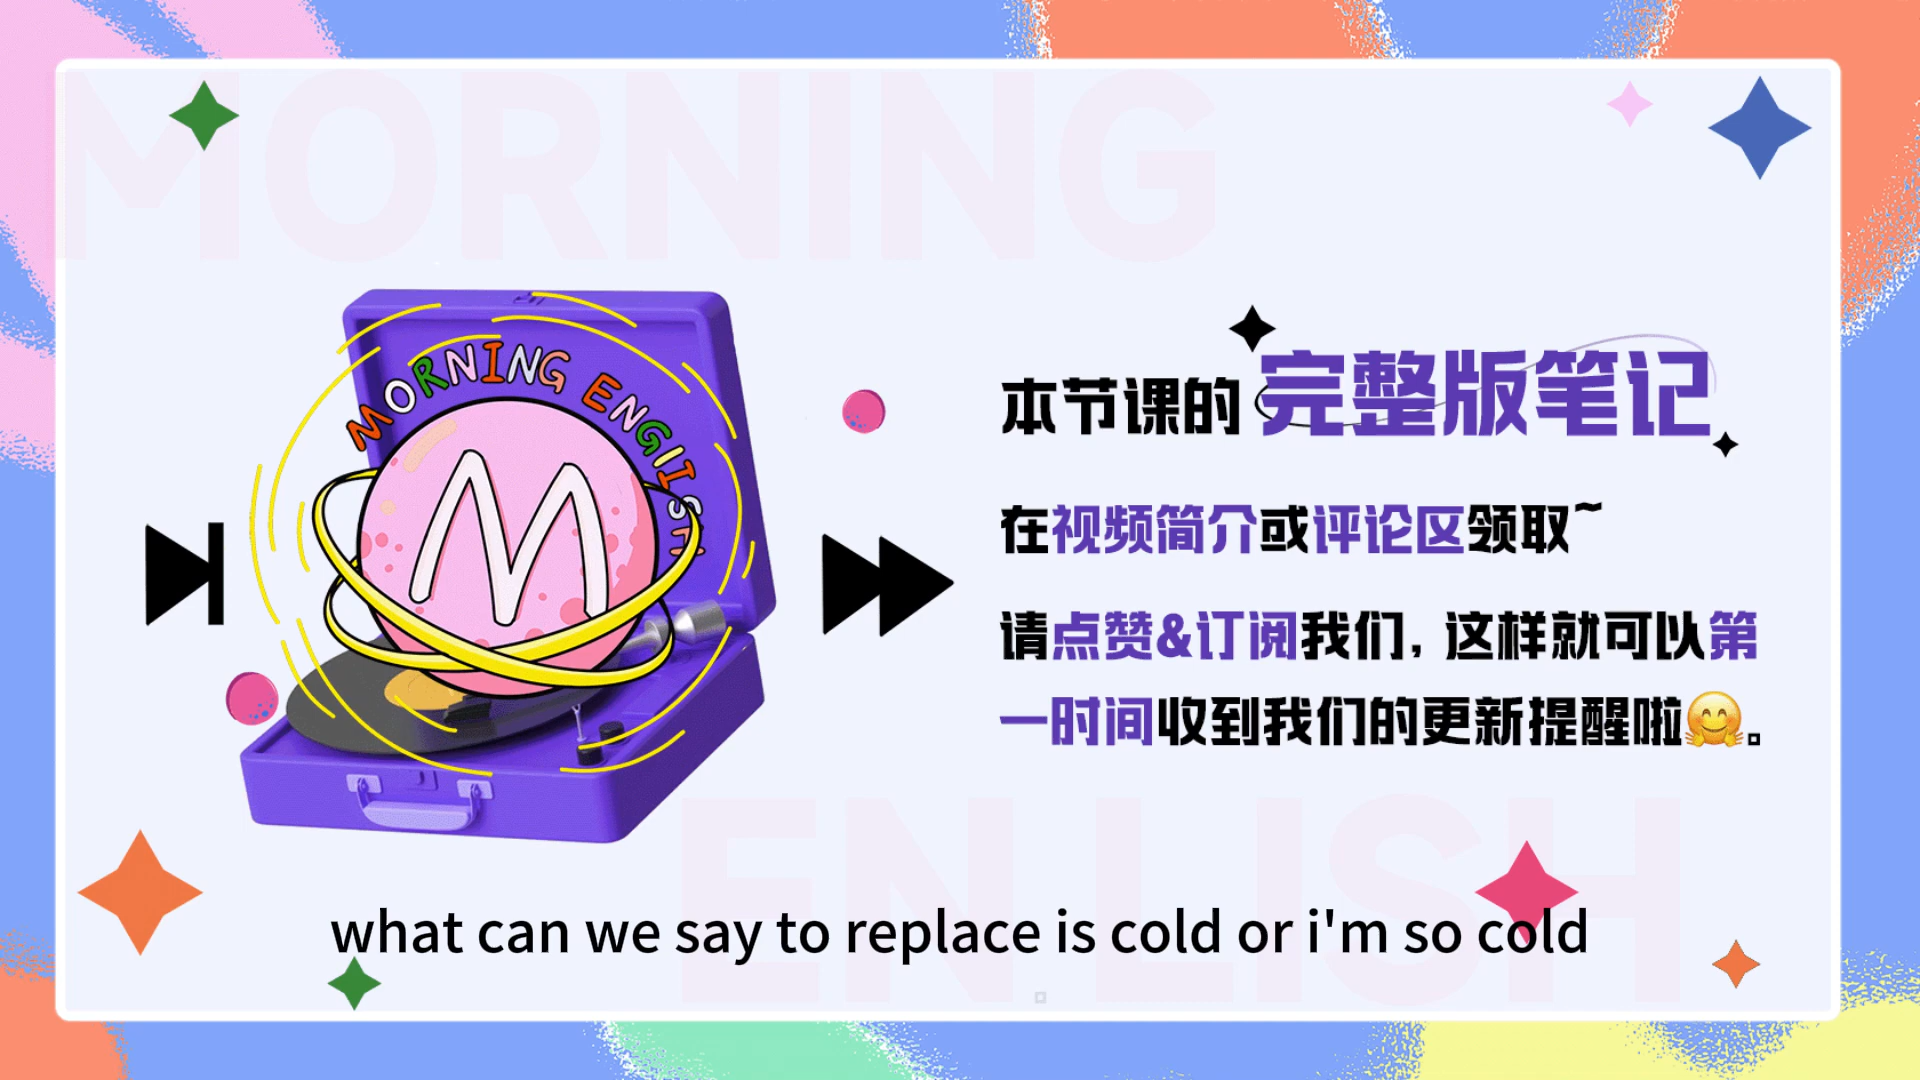 MORNING
MORNING ENGlISH
M
本节课的 完整版笔记
在视频简介或评论区领取~
请点赞&订阅我们，这样就可以第
一时间收到我们的更新提醒啦🤗。
EN LISH
what can we say to replace is cold or i'm so cold